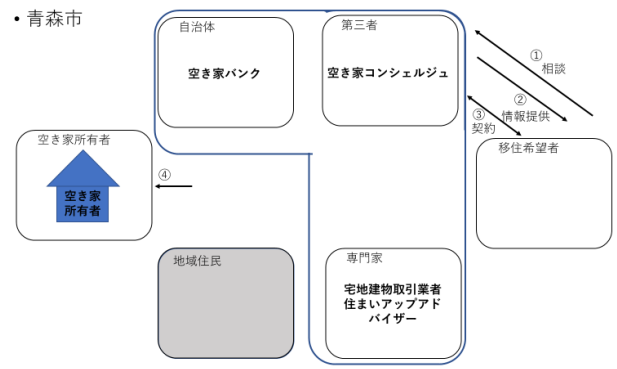 ・青森市
自治体
空き家バンク
第三者
空き家コンシェルジュ
①
相談
②
情報提供
③
契約
移住希望者
空き家所有者
空き家
所有者
④
地域住民
専門家
宅地建物取引業者
住まいアップアド
バイザー